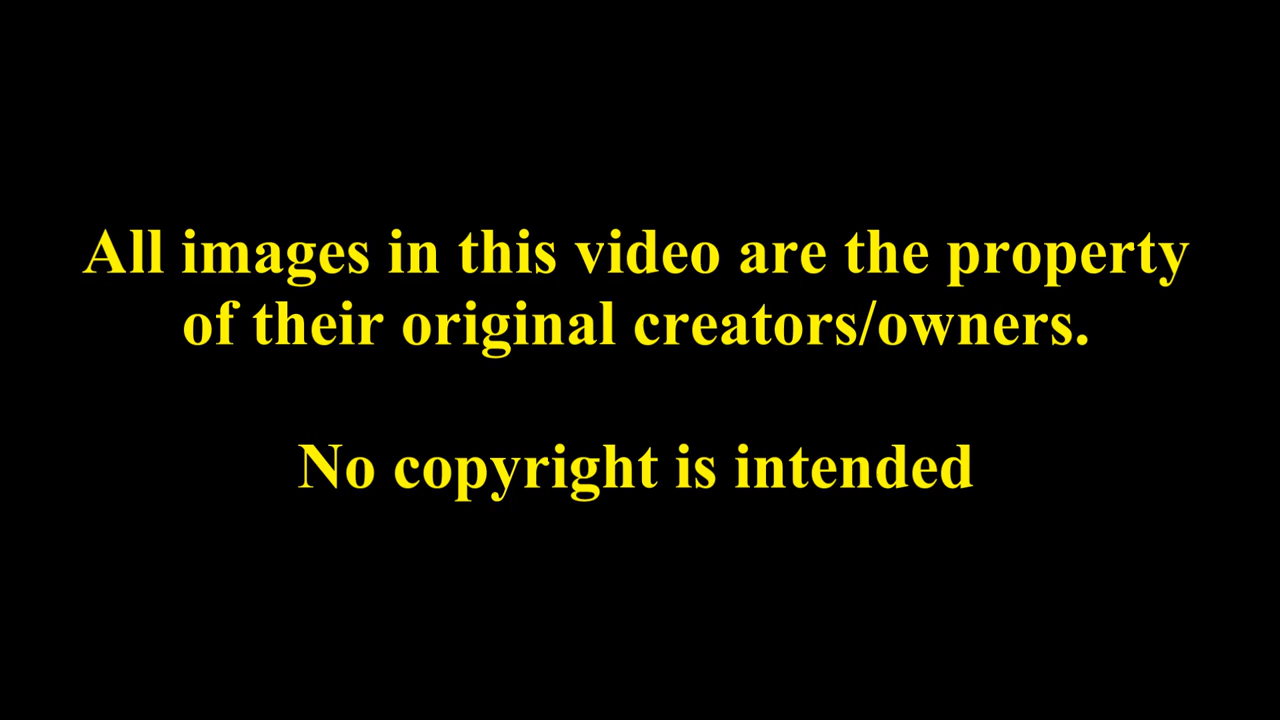 All images in this video are the property
of their original creators/owners.
No copyright is intended